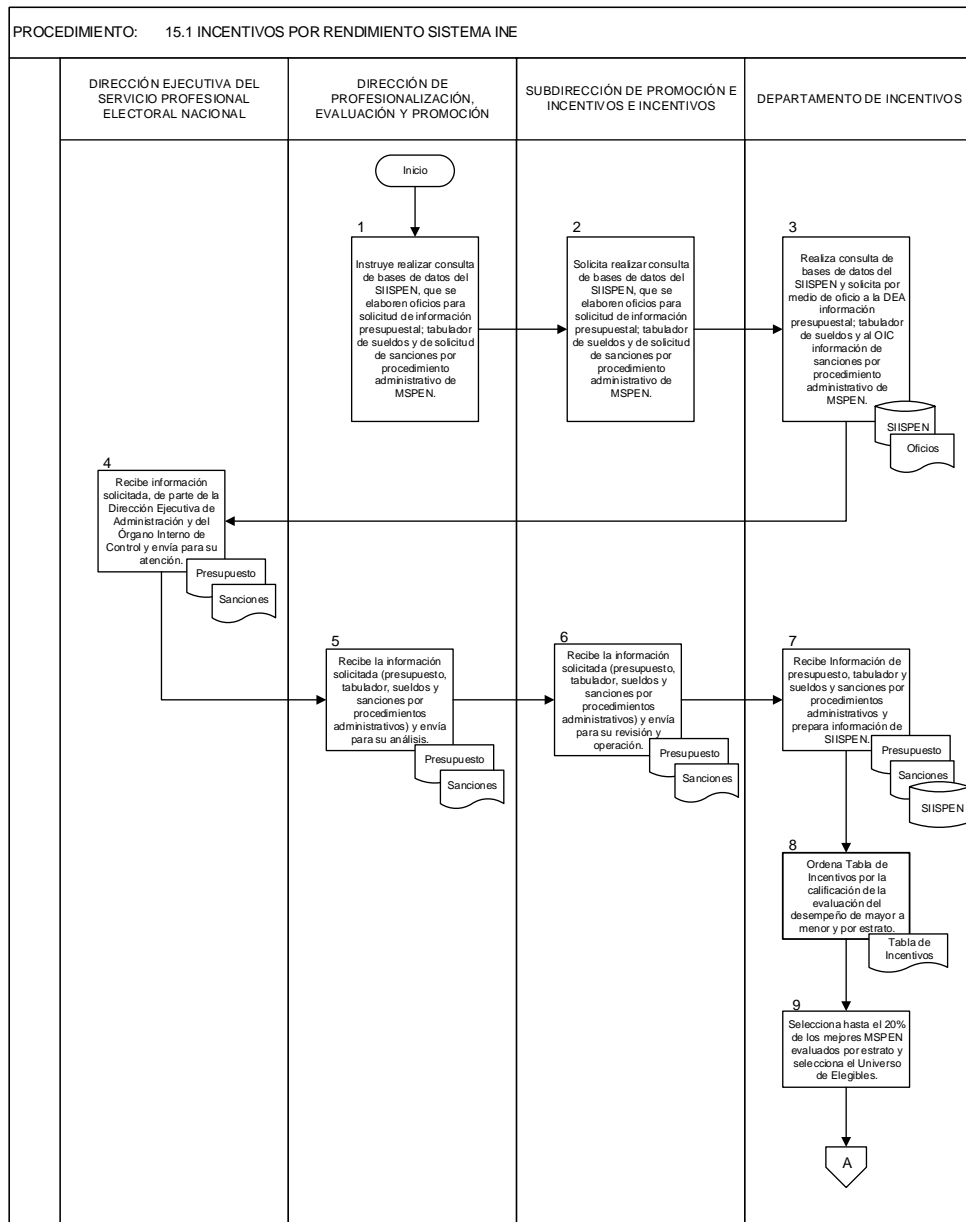 PROCEDIMIENTO: 15.1 INCENTIVOS POR RENDIMIENTO SISTEMA INE
DIRECCIÓN EJECUTIVA DEL
SERVICIO PROFESIONAL
ELECTORAL NACIONAL
DIRECCIÓN DE
PROFESIONALIZACIÓN,
EVALUACIÓN Y PROMOCIÓN
SUBDIRECCIÓN DE PROMOCIÓN E
INCENTIVOS E INCENTIVOS
DEPARTAMENTO DE INCENTIVOS
Inicio
1
Instruye realizar consulta
de bases de datos del
SIISPEN, que se
elaboren oficios para
solicitud de información
presupuestal; tabulador
de sueldos y de solicitud
de sanciones por
procedimiento
administrativo de
MSPEN.
2
Solicita realizar consulta
de bases de datos del
SIISPEN, que se
elaboren oficios para
solicitud de información
presupuestal; tabulador
de sueldos y de solicitud
de sanciones por
procedimiento
administrativo de
MSPEN.
3
Realiza consulta de
bases de datos del
SIISPEN y solicita por
medio de oficio a la DEA
información
presupuestal; tabulador
de sueldos y al OIC
información de
sanciones por
procedimiento
administrativo de
MSPEN.
SIISPEN
Oficios
4
Recibe información
solicitada, de parte de la
Dirección Ejecutiva de
Administración y del
Órgano Interno de
Control y envía para su
atención.
Presupuesto
Sanciones
5
Recibe la información
solicitada (presupuesto,
tabulador, sueldos y
sanciones por
procedimientos
administrativos) y envía
para su análisis.
Presupuesto
Sanciones
6
Recibe la información
solicitada (presupuesto,
tabulador, sueldos y
sanciones por
procedimientos
administrativos) y envía
para su revisión y
operación.
Presupuesto
Sanciones
7
Recibe Información de
presupuesto, tabulador y
sueldos y sanciones por
procedimientos
administrativos y
prepara información de
SIISPEN.
Presupuesto
Sanciones
SIISPEN
8
Ordena Tabla de
Incentivos por la
calificación de la
evaluación del
desempeño de mayor a
menor y por estrato.
Tabla de
Incentivos
9
Selecciona hasta el 20%
de los mejores MSPEN
evaluados por estrato y
selecciona el Universo
de Elegibles.
A